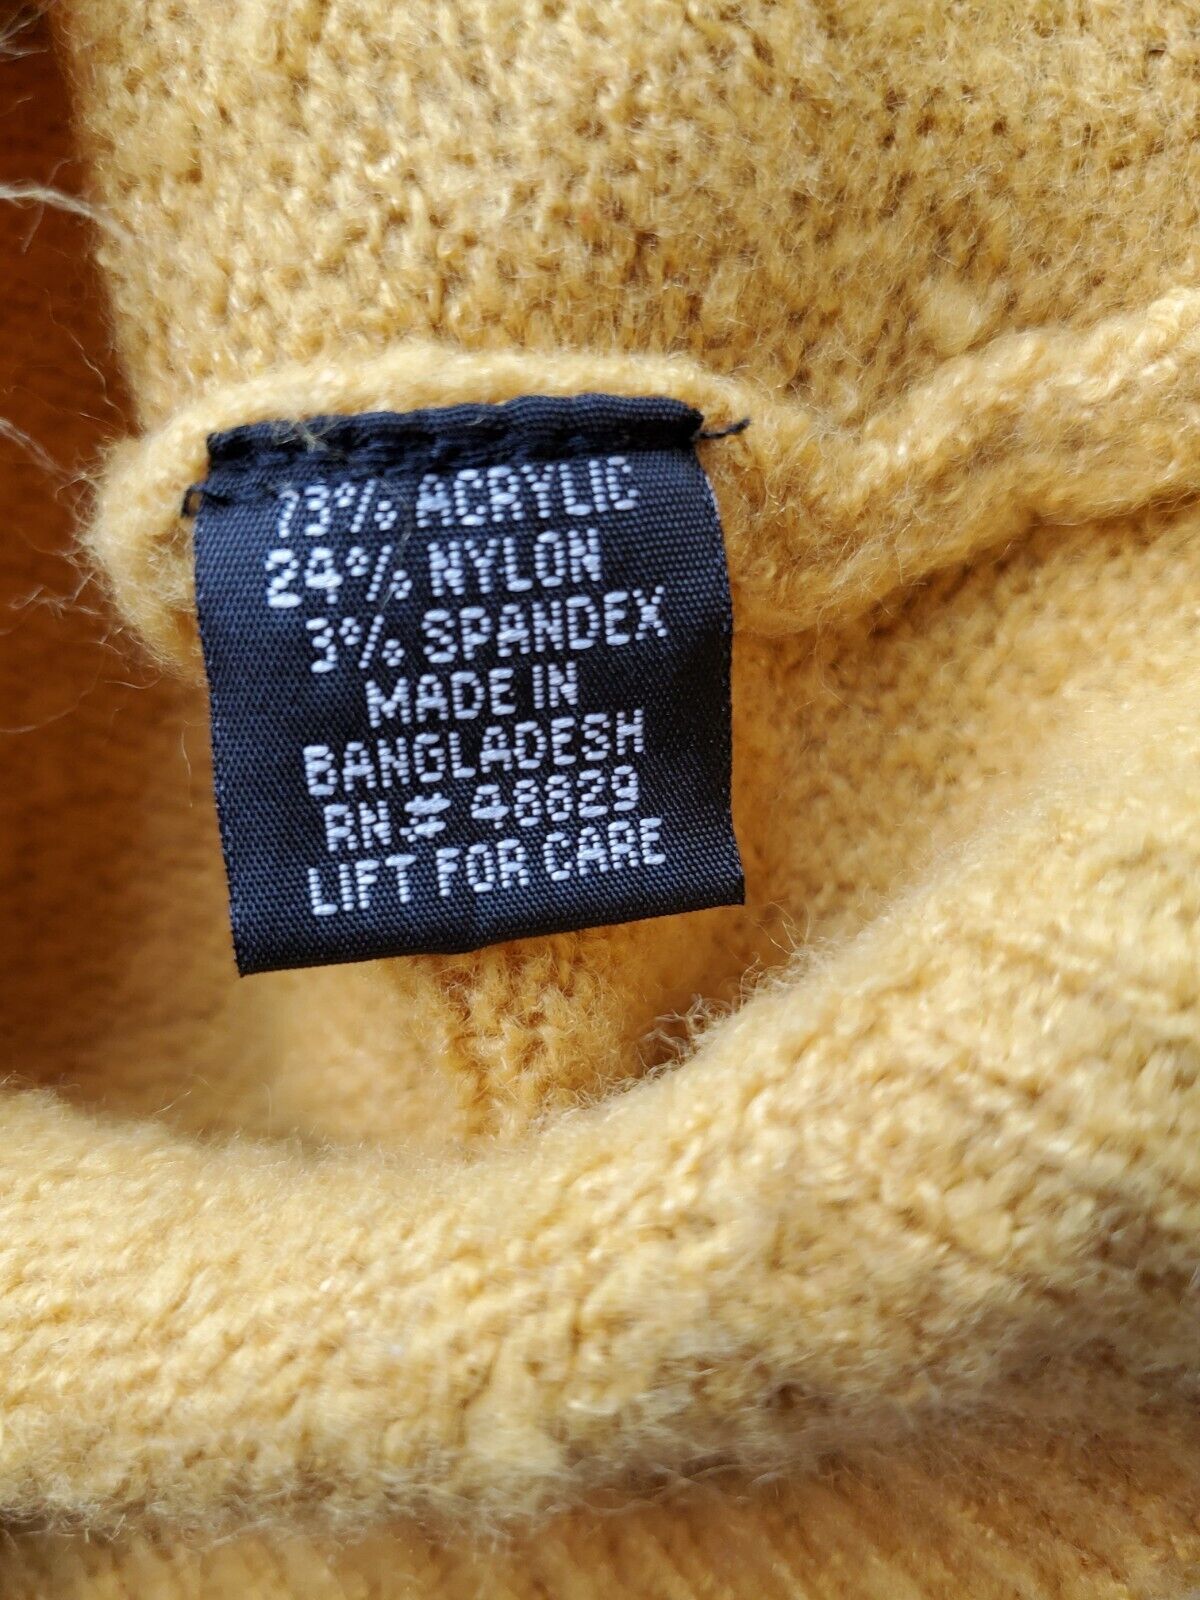 73% ACRYLIC
24% NYLON
3% SPANDEX
MADE IN
BANGLADESH
RN# 48829
LIFT FOR CARE